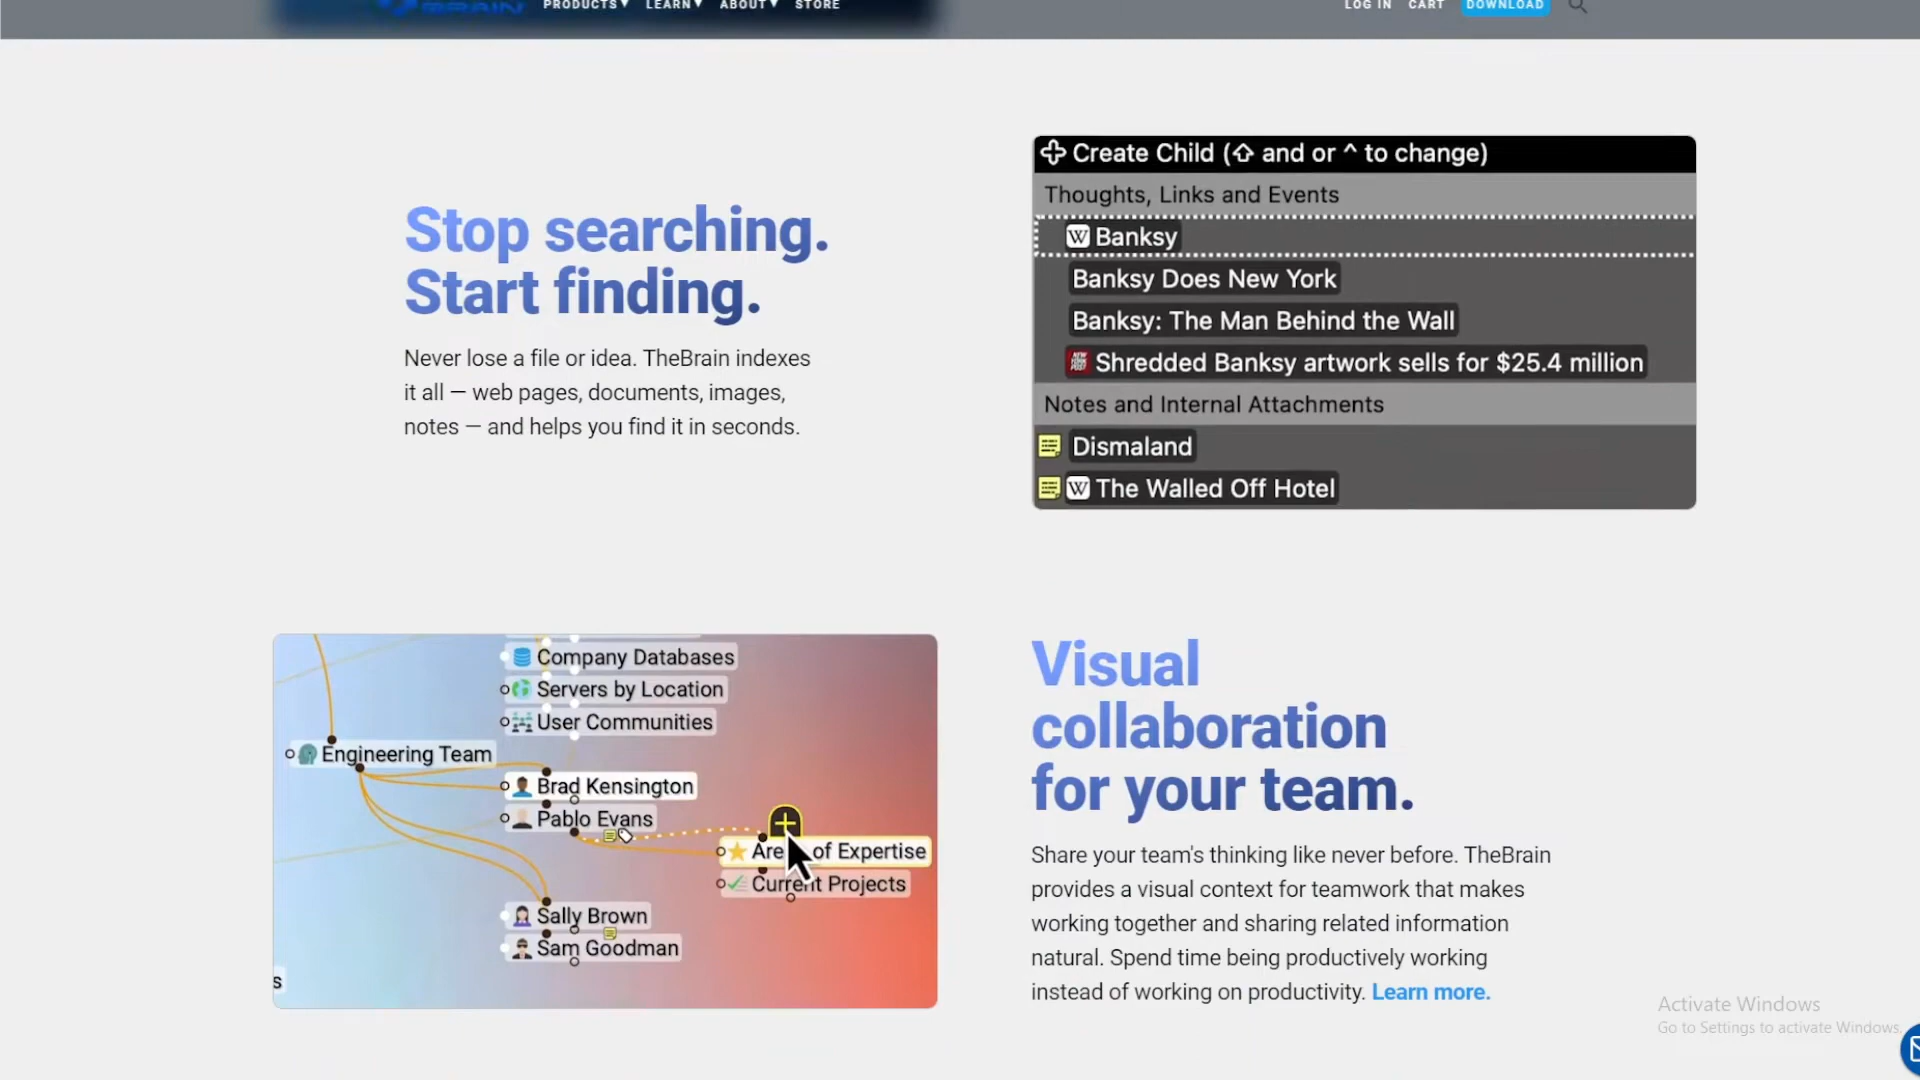 BRAIN PRODUCTS▾ LEARN▾ ABOUT▾ STORE LOG IN CART DOWNLOAD
Stop searching.
Start finding.
Never lose a file or idea. TheBrain indexes
it all — web pages, documents, images,
notes — and helps you find it in seconds.
Create Child (⇧ and or ^ to change)
Thoughts, Links and Events
W Banksy
Banksy Does New York
Banksy: The Man Behind the Wall
NEW YORK POST Shredded Banksy artwork sells for $25.4 million
Notes and Internal Attachments
Dismaland
W The Walled Off Hotel
Company Databases
Servers by Location
User Communities
Engineering Team
Brad Kensington
Pablo Evans
of Expertise
Current Projects
Sally Brown
Sam Goodman
s
Visual
collaboration
for your team.
Share your team's thinking like never before. TheBrain
provides a visual context for teamwork that makes
working together and sharing related information
natural. Spend time being productively working
instead of working on productivity. Learn more.
Activate Windows
Go to Settings to activate Windows.